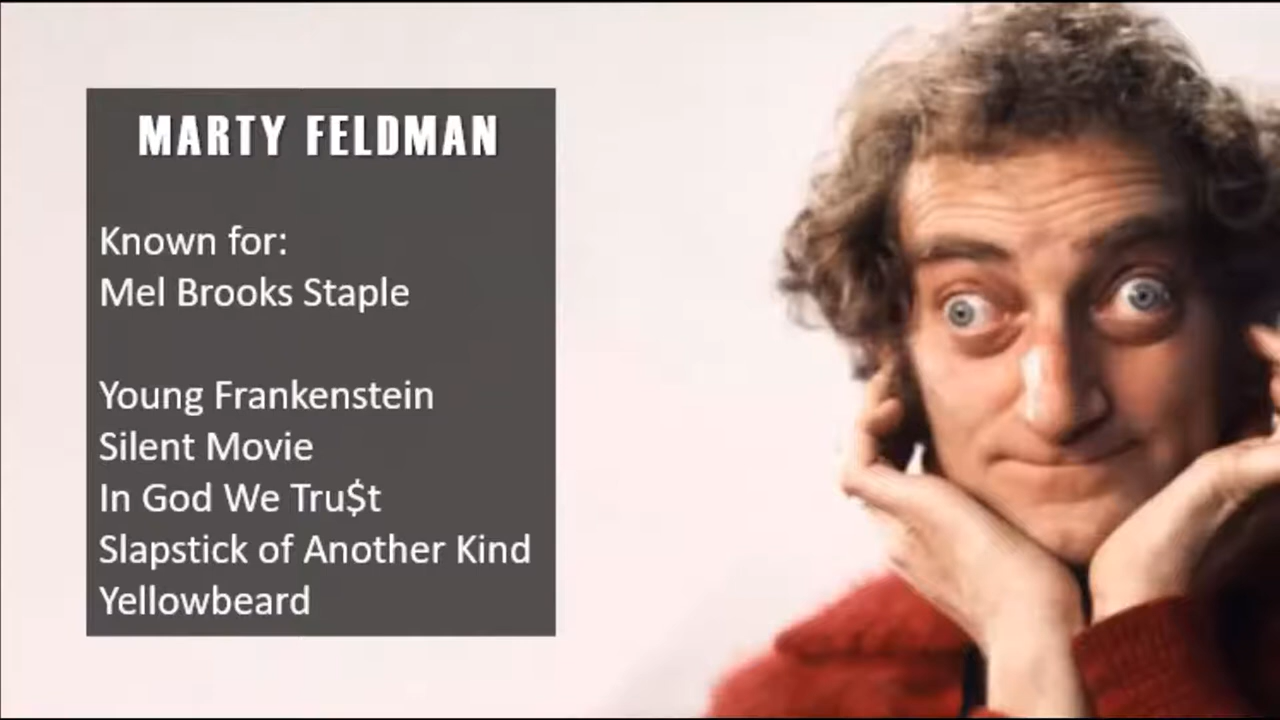 MARTY FELDMAN
Known for:
Mel Brooks Staple
Young Frankenstein
Silent Movie
In God We Tru$t
Slapstick of Another Kind
Yellowbeard